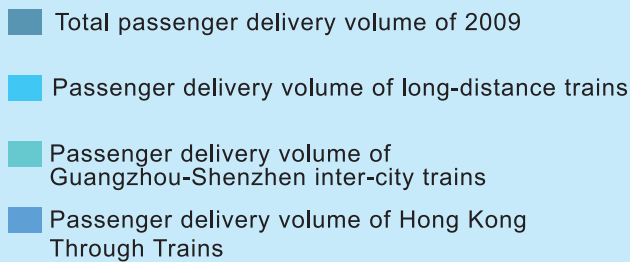 Total passenger delivery volume of 2009
Passenger delivery volume of long-distance trains
Passenger delivery volume of
Guangzhou-Shenzhen inter-city trains
Passenger delivery volume of Hong Kong
Through Trains